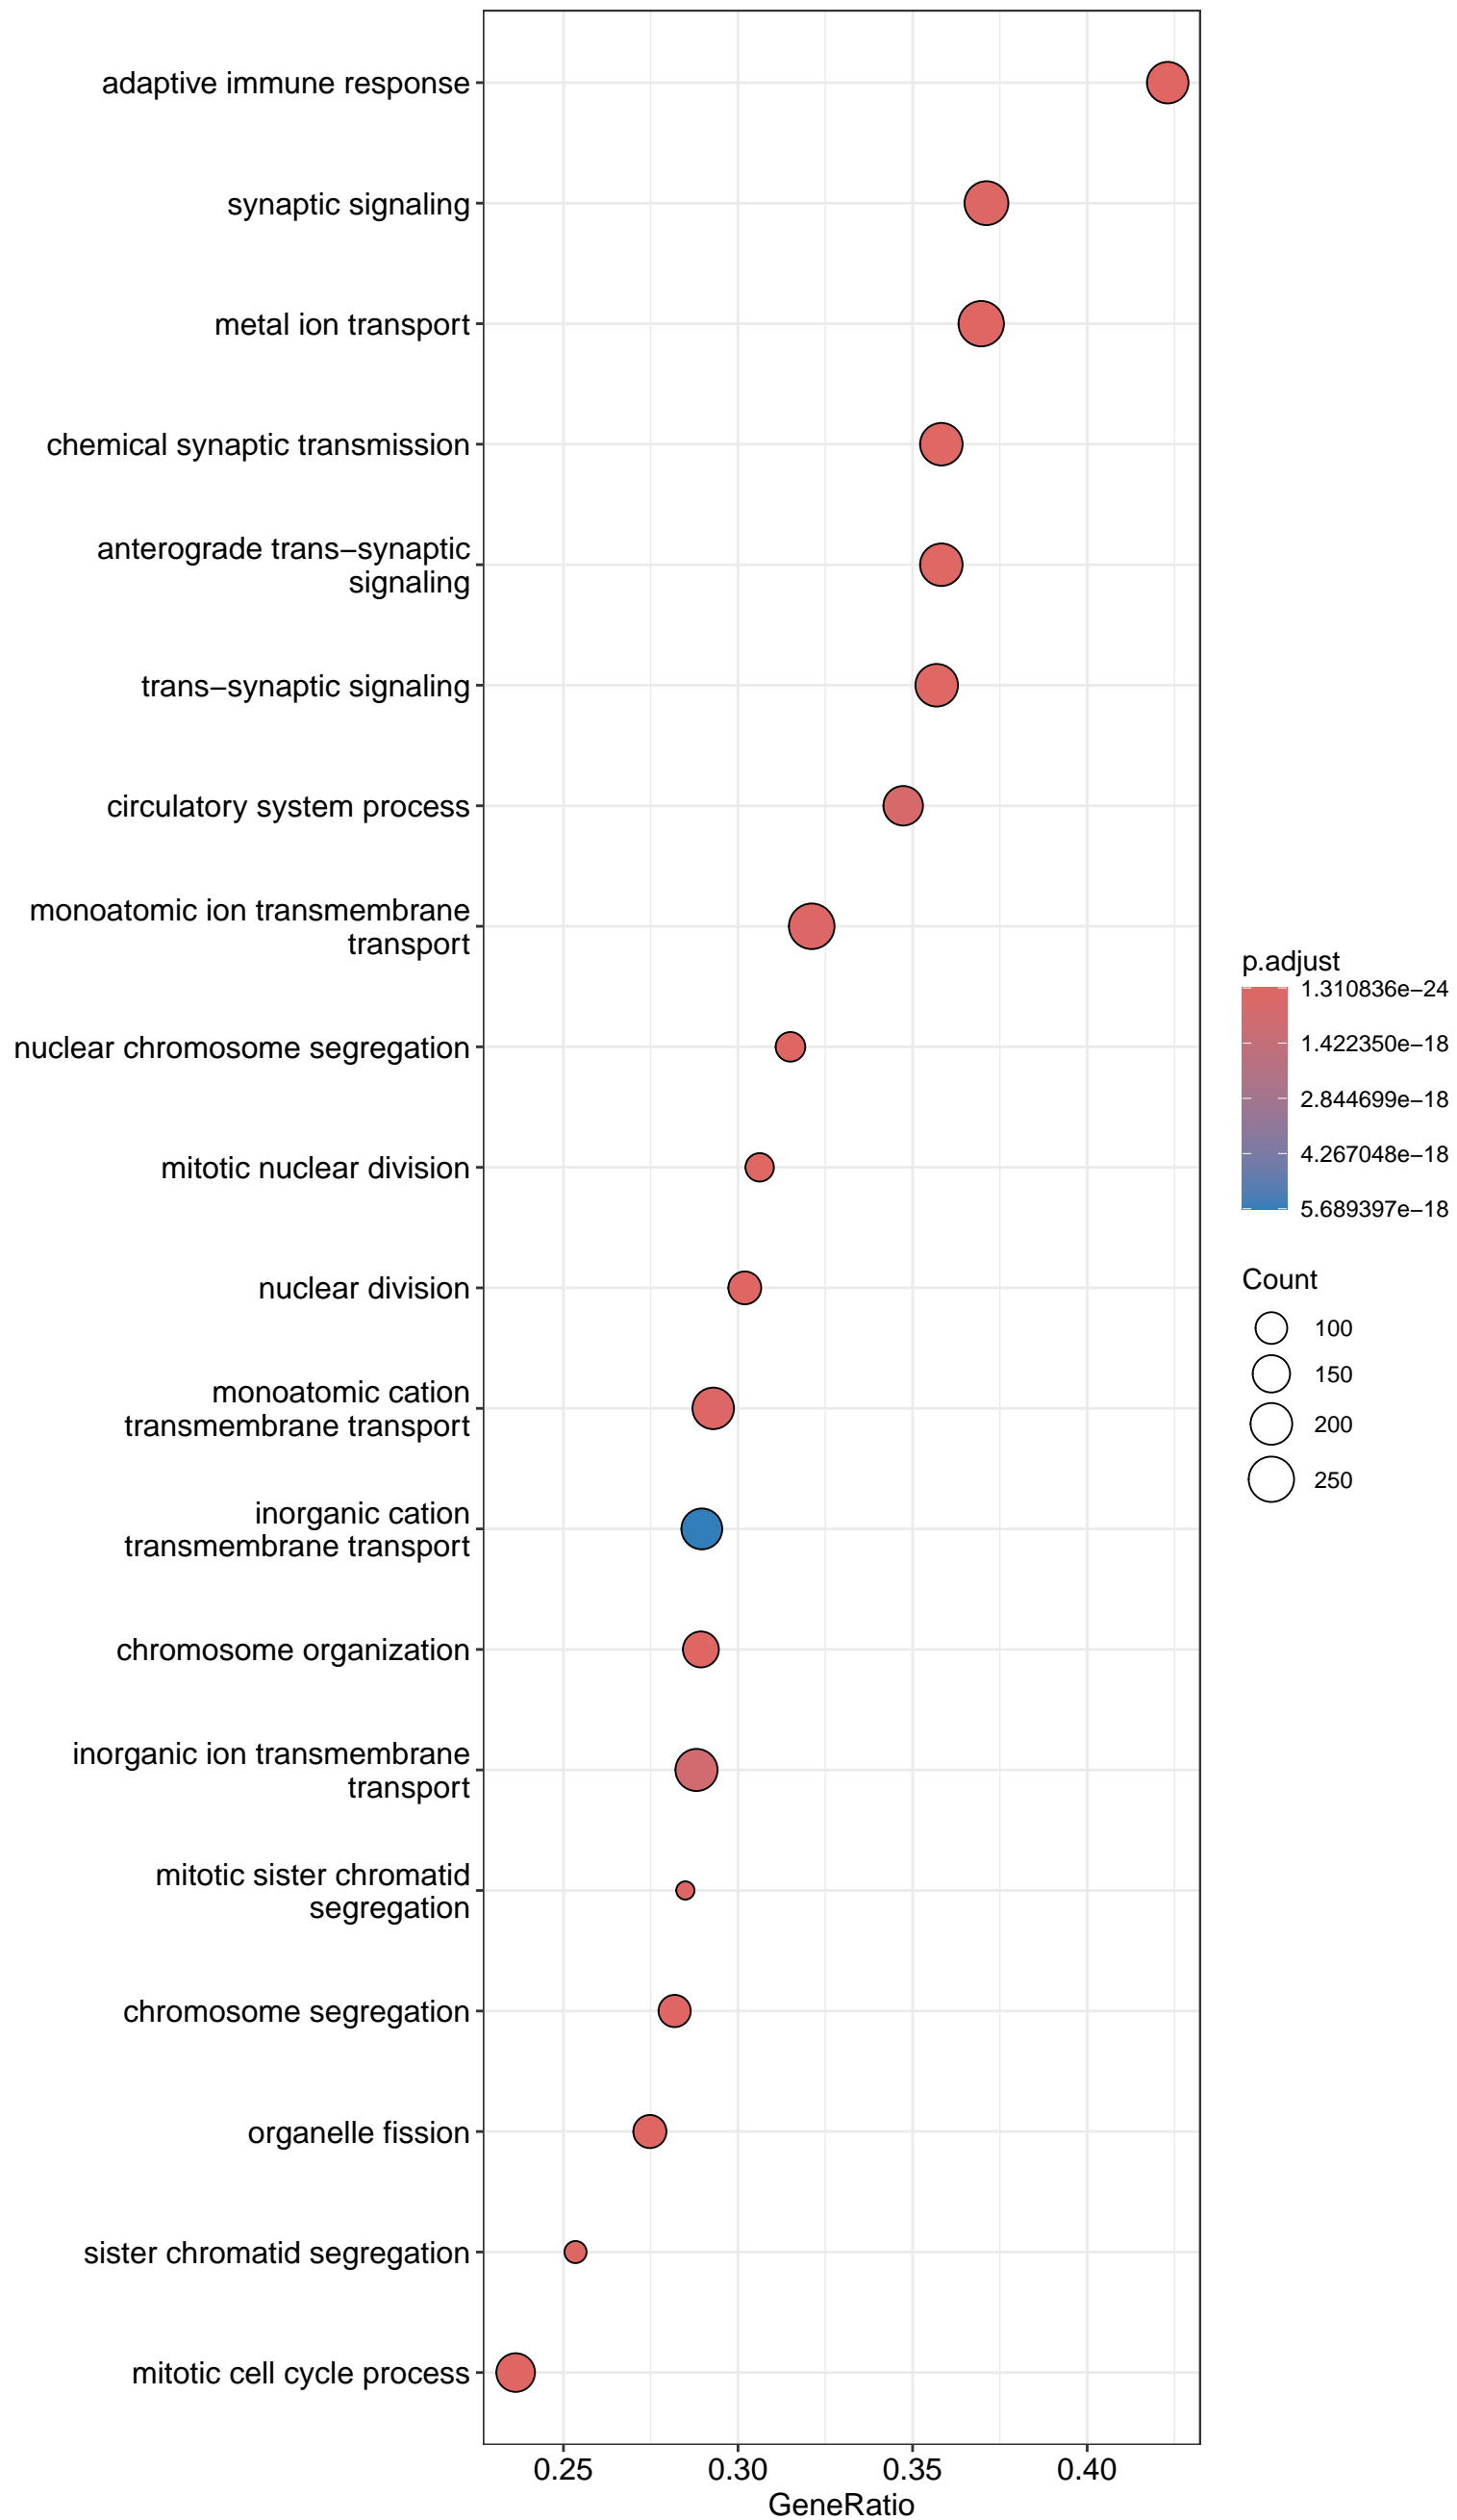 adaptive immune response
synaptic signaling
metal ion transport
chemical synaptic transmission
anterograde trans−synaptic
signaling
trans−synaptic signaling
circulatory system process
monoatomic ion transmembrane
transport
nuclear chromosome segregation
mitotic nuclear division
nuclear division
monoatomic cation
transmembrane transport
inorganic cation
transmembrane transport
chromosome organization
inorganic ion transmembrane
transport
mitotic sister chromatid
segregation
chromosome segregation
organelle fission
sister chromatid segregation
mitotic cell cycle process
0.25 0.30 0.35 0.40
GeneRatio
p.adjust
1.310836e−24
1.422350e−18
2.844699e−18
4.267048e−18
5.689397e−18
Count
100
150
200
250